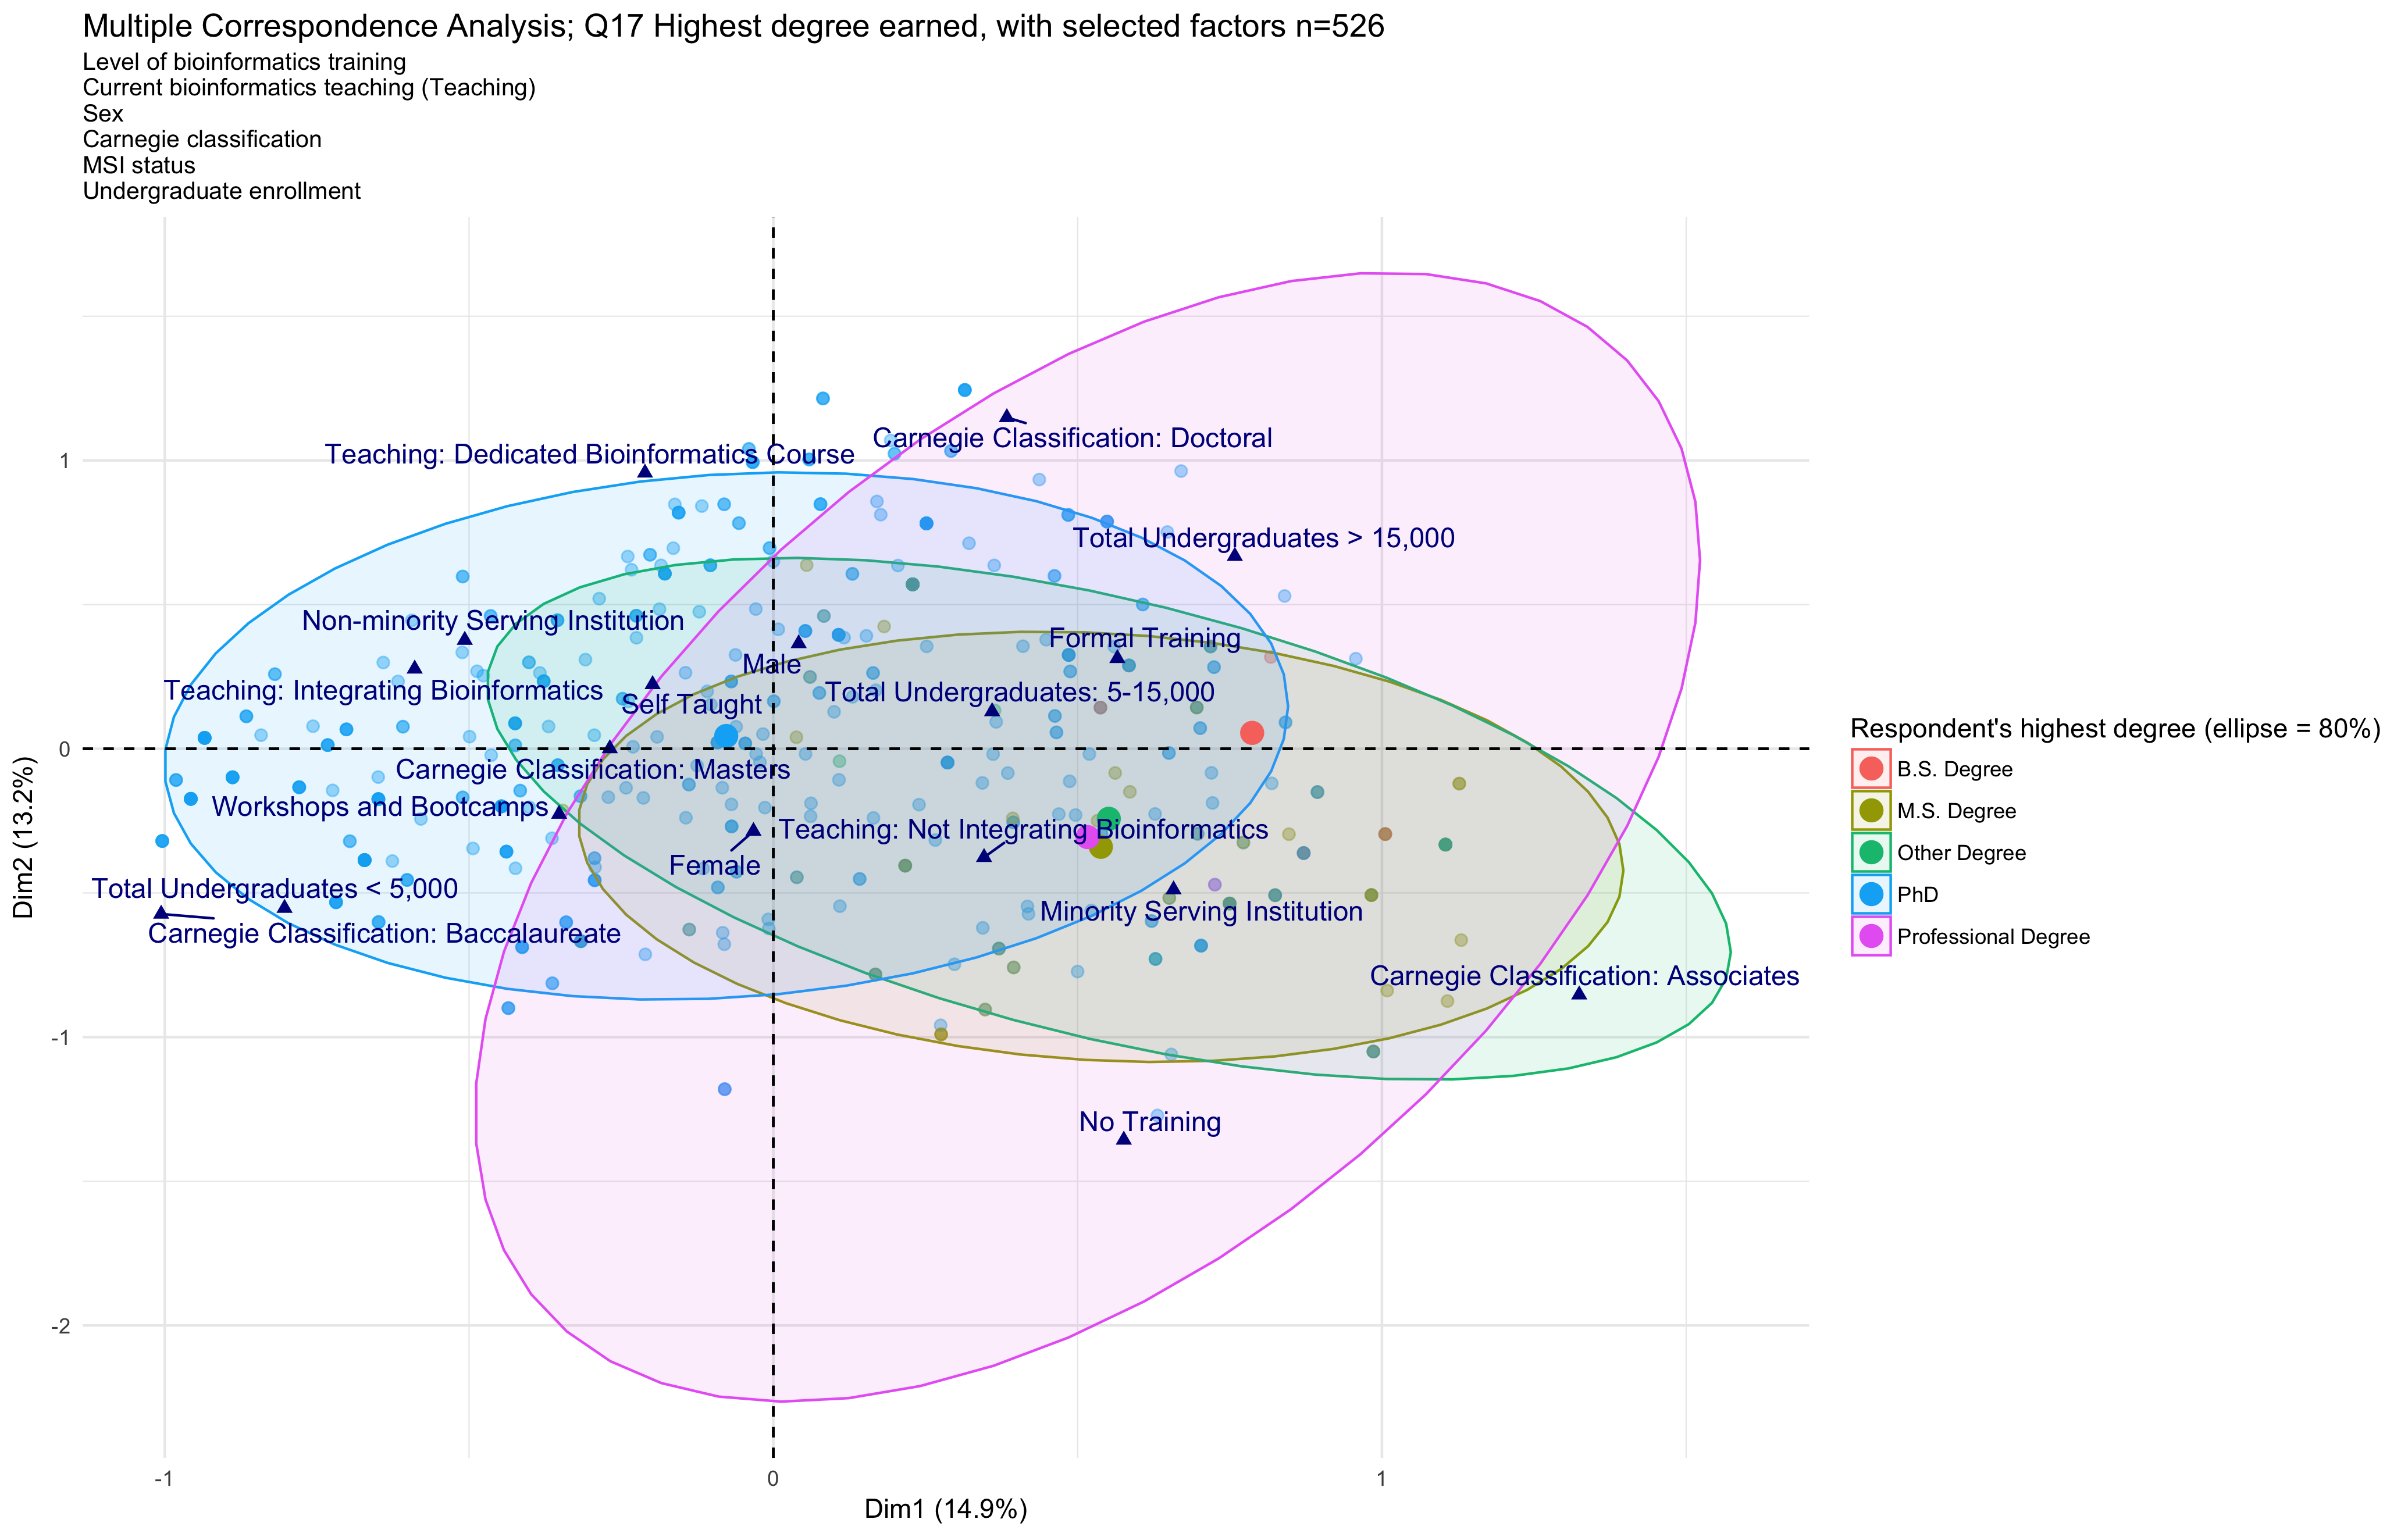 Multiple Correspondence Analysis; Q17 Highest degree earned, with selected factors n=526
Level of bioinformatics training
Current bioinformatics teaching (Teaching)
Sex
Carnegie classification
MSI status
Undergraduate enrollment
Carnegie Classification: Doctoral
Teaching: Dedicated Bioinformatics Course
Total Undergraduates > 15,000
Non-minority Serving Institution
Formal Training
Male
Teaching: Integrating Bioinformatics
Total Undergraduates: 5-15,000
Self Taught
Carnegie Classification: Masters
Workshops and Bootcamps
Teaching: Not Integrating Bioinformatics
Female
Total Undergraduates < 5,000
Minority Serving Institution
Carnegie Classification: Baccalaureate
Carnegie Classification: Associates
No Training
1
0
-1
-2
Dim2 (13.2%)
-1
0
1
Dim1 (14.9%)
Respondent's highest degree (ellipse = 80%)
B.S. Degree
M.S. Degree
Other Degree
PhD
Professional Degree